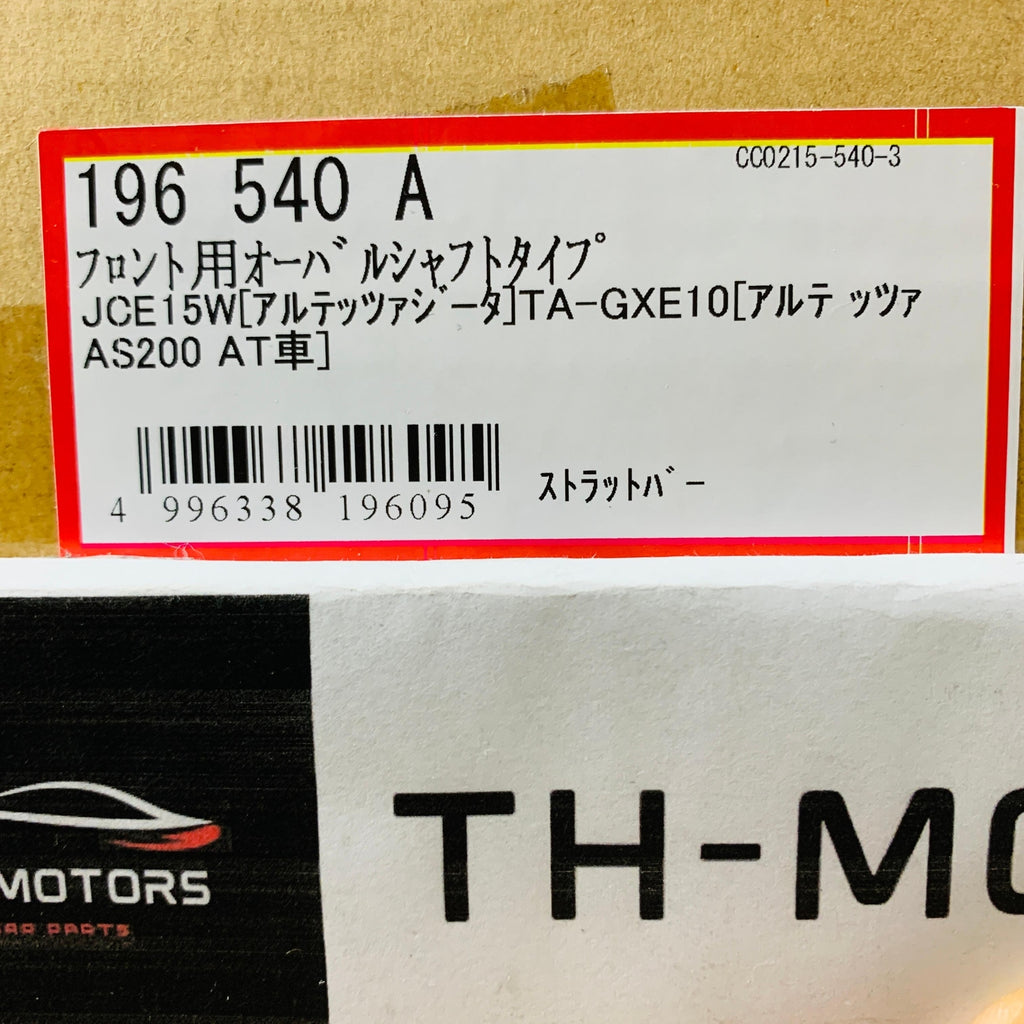 196 540 A
CC0215-540-3
フロント用オーバルシャフトタイプ
JCE15W[アルテッツァジータ]TA-GXE10[アルテッツァ
AS200 AT車]
4 996338 196095
ストラットバー
MOTORS
PARTS
TH-MO